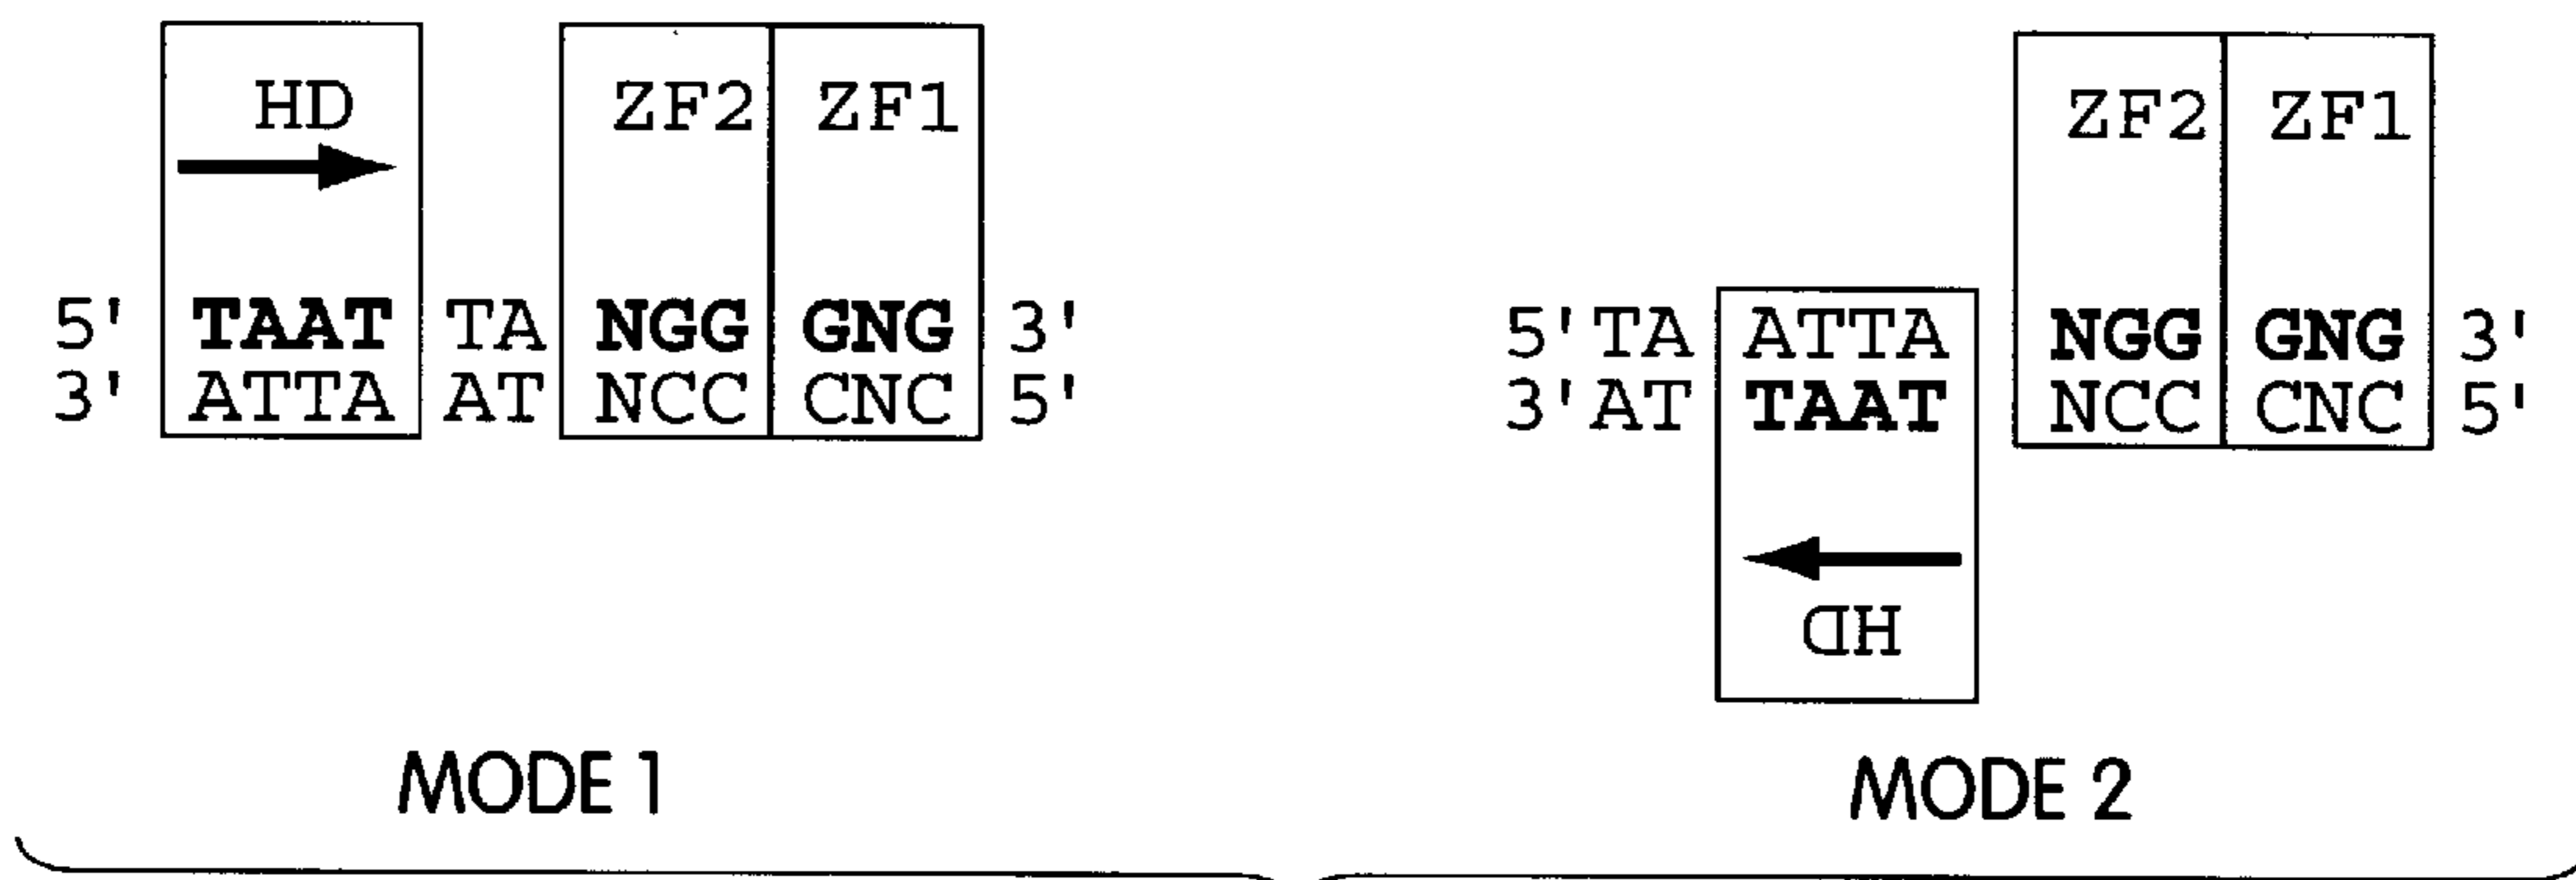 HD ZF2 ZF1
5' TAAT TA NGG GNG 3'
3' ATTA AT NCC CNC 5'
MODE 1
ZF2 ZF1
5'TA ATTA NGG GNG 3'
3'AT TAAT NCC CNC 5'
HD
MODE 2